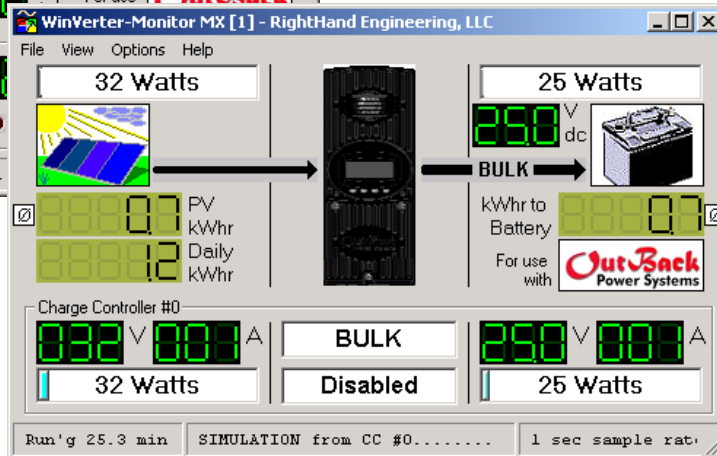 WinVerter-Monitor MX [1] - RightHand Engineering, LLC
File View Options Help
32 Watts
25 Watts
25.0 V dc
BULK
0.7 PV kWhr
kWhr to Battery 0.7
1.2 Daily kWhr
For use with OutBack Power Systems
Charge Controller #0
032 V 001 A
BULK
25.0 V 001 A
32 Watts
Disabled
25 Watts
Run'g 25.3 min
SIMULATION from CC #0........
1 sec sample rat